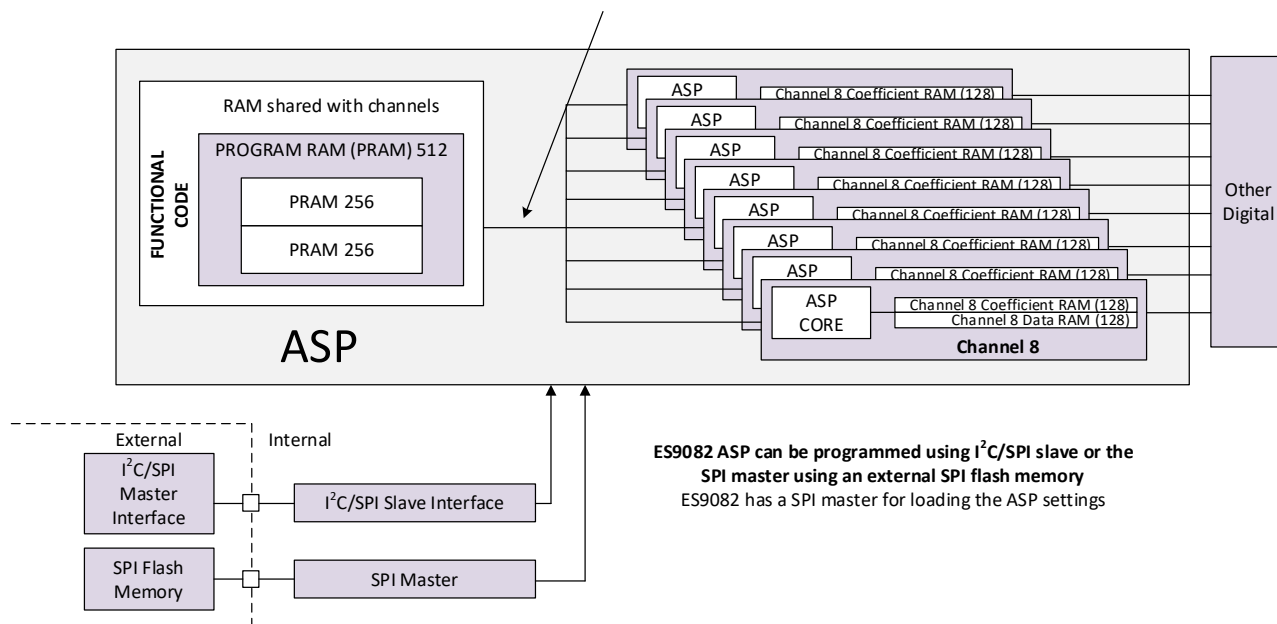 RAM shared with channels
FUNCTIONAL
CODE
PROGRAM RAM (PRAM) 512
PRAM 256
PRAM 256
ASP
ASP
Channel 8 Coefficient RAM (128)
ASP
Channel 8 Coefficient RAM (128)
ASP
Channel 8 Coefficient RAM (128)
ASP
Channel 8 Coefficient RAM (128)
ASP
Channel 8 Coefficient RAM (128)
ASP
Channel 8 Coefficient RAM (128)
ASP
Channel 8 Coefficient RAM (128)
ASP
CORE
Channel 8 Coefficient RAM (128)
Channel 8 Data RAM (128)
Channel 8
Other
Digital
External
Internal
I²C/SPI
Master
Interface
I²C/SPI Slave Interface
SPI Flash
Memory
SPI Master
ES9082 ASP can be programmed using I²C/SPI slave or the
SPI master using an external SPI flash memory
ES9082 has a SPI master for loading the ASP settings